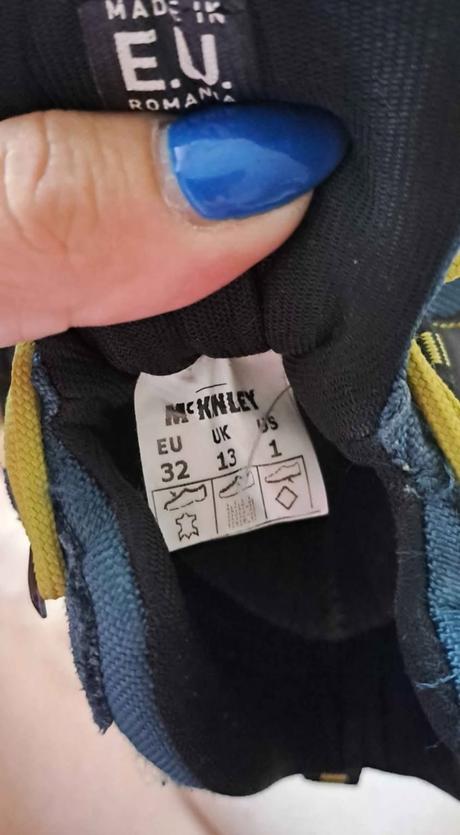 MADE IN
E.U.
ROMANIA
McKINLEY
EU UK US
32 13 1